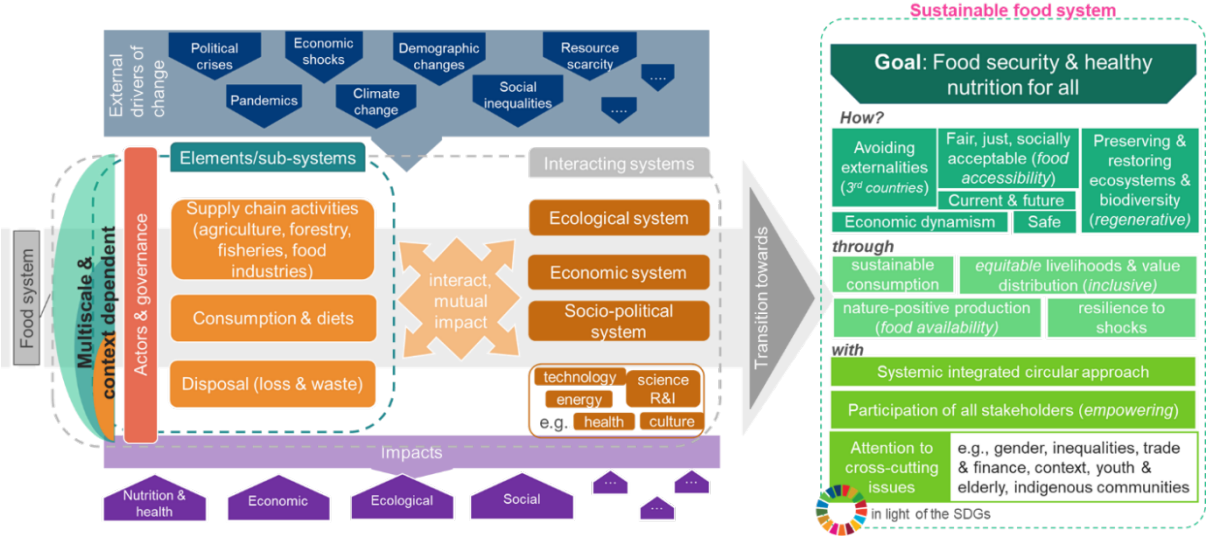 Sustainable food system
External
drivers of
change
Political
crises
Economic
shocks
Demographic
changes
Resource
scarcity
....
Pandemics
Climate
change
Social
inequalities
....
Food system
Multiscale &
context dependent
Actors & governance
Elements/sub-systems
Supply chain activities
(agriculture, forestry,
fisheries, food
industries)
Consumption & diets
Disposal (loss & waste)
interact,
mutual
impact
Interacting systems
Ecological system
Economic system
Socio-political
system
technology
science
R&I
energy
e.g.
health
culture
Impacts
Nutrition &
health
Economic
Ecological
Social
...
...
...
Transition towards
Goal: Food security & healthy
nutrition for all
How?
Avoiding
externalities
(3rd countries)
Fair, just, socially
acceptable (food
accessibility)
Current & future
Preserving &
restoring
ecosystems &
biodiversity
(regenerative)
Economic dynamism
Safe
through
sustainable
consumption
equitable livelihoods & value
distribution (inclusive)
nature-positive production
(food availability)
resilience to
shocks
with
Systemic integrated circular approach
Participation of all stakeholders (empowering)
Attention to
cross-cutting
issues
e.g., gender, inequalities, trade
& finance, context, youth &
elderly, indigenous communities
in light of the SDGs